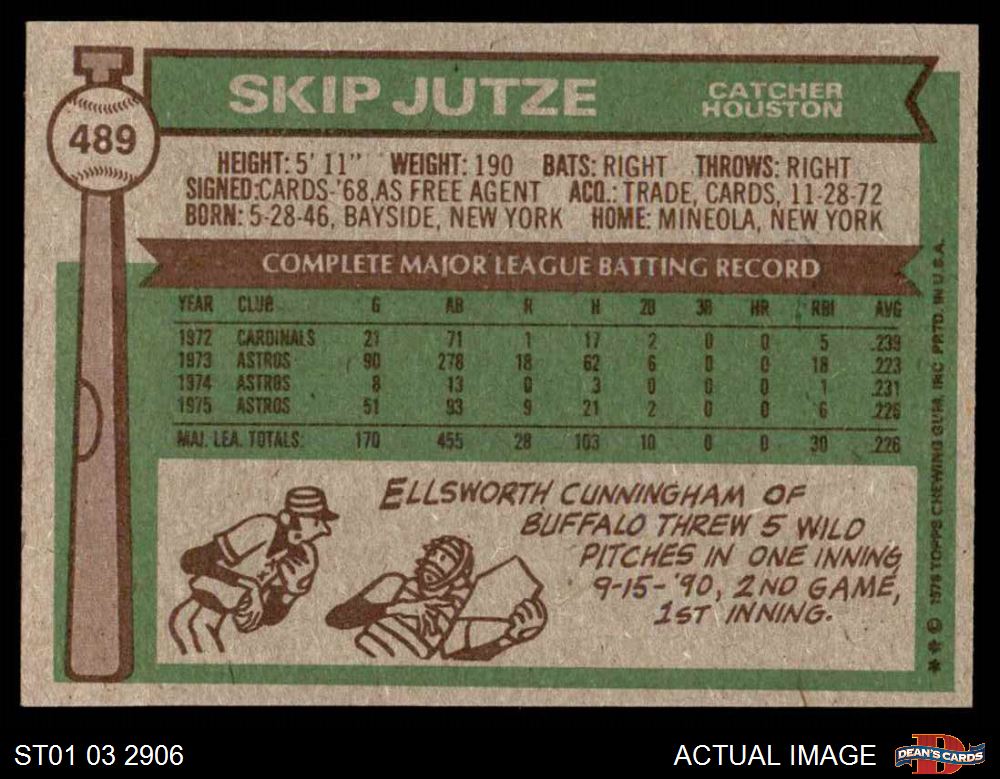 489
SKIP JUTZE
CATCHER
HOUSTON
HEIGHT: 5' 11" WEIGHT: 190 BATS: RIGHT THROWS: RIGHT
SIGNED:CARDS-'68,AS FREE AGENT ACQ.: TRADE, CARDS, 11-28-72
BORN: 5-28-46, BAYSIDE, NEW YORK HOME: MINEOLA, NEW YORK
COMPLETE MAJOR LEAGUE BATTING RECORD
YEAR CLUB G AB R H 2B 3B HR RBI AVG
1972 CARDINALS 21 71 1 17 2 0 0 5 .239
1973 ASTROS 90 278 18 62 6 0 0 18 .223
1974 ASTROS 8 13 0 3 0 0 0 1 .231
1975 ASTROS 51 93 9 21 2 0 0 6 .226
MAJ. LEA. TOTALS 170 455 28 103 10 0 0 30 .226
ELLSWORTH CUNNINGHAM OF
BUFFALO THREW 5 WILD
PITCHES IN ONE INNING
9-15-'90, 2ND GAME,
1ST INNING.
*** © 1976 TOPPS CHEWING GUM, INC. PRTD. IN U.S.A.
ST01 03 2906
ACTUAL IMAGE
D
DEAN'S CARDS